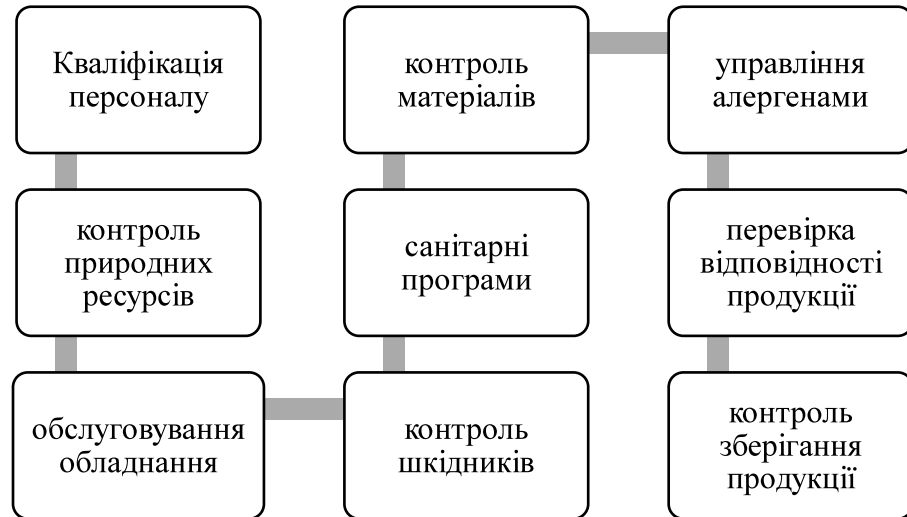 Кваліфікація
персоналу
контроль
природних
ресурсів
обслуговування
обладнання
контроль
шкідників
санітарні
програми
контроль
матеріалів
управління
алергенами
перевірка
відповідності
продукції
контроль
зберігання
продукції